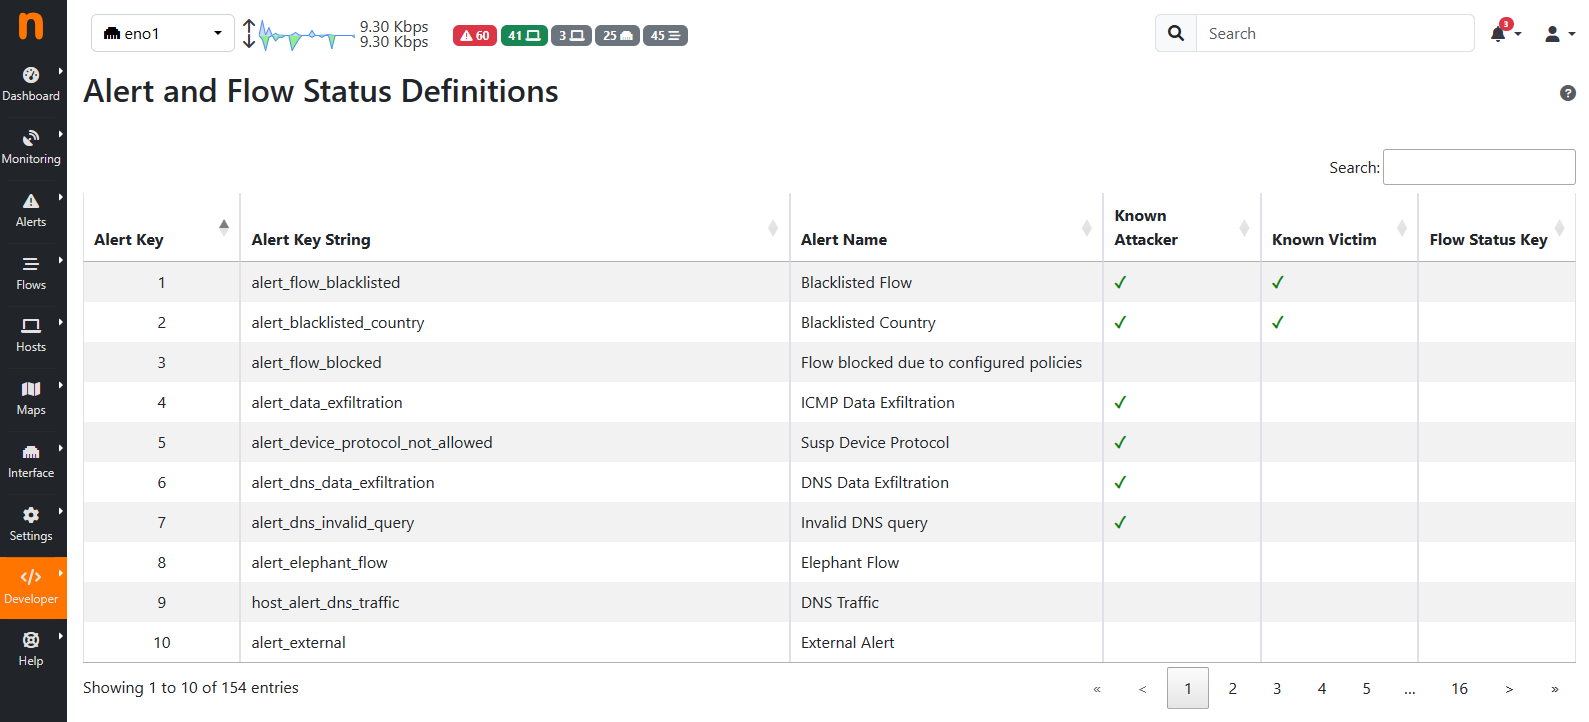 n
eno1
9.30 Kbps
9.30 Kbps
60
41
3
25
45
Search
3
Dashboard
Monitoring
Alerts
Flows
Hosts
Maps
Interface
Settings
</> Developer
Help
Alert and Flow Status Definitions
?
Search:
Alert Key Alert Key String Alert Name Known Attacker Known Victim Flow Status Key
1 alert_flow_blacklisted Blacklisted Flow ✓ ✓
2 alert_blacklisted_country Blacklisted Country ✓ ✓
3 alert_flow_blocked Flow blocked due to configured policies
4 alert_data_exfiltration ICMP Data Exfiltration ✓
5 alert_device_protocol_not_allowed Susp Device Protocol ✓
6 alert_dns_data_exfiltration DNS Data Exfiltration ✓
7 alert_dns_invalid_query Invalid DNS query ✓
8 alert_elephant_flow Elephant Flow
9 host_alert_dns_traffic DNS Traffic
10 alert_external External Alert
Showing 1 to 10 of 154 entries
« < 1 2 3 4 5 ... 16 > »